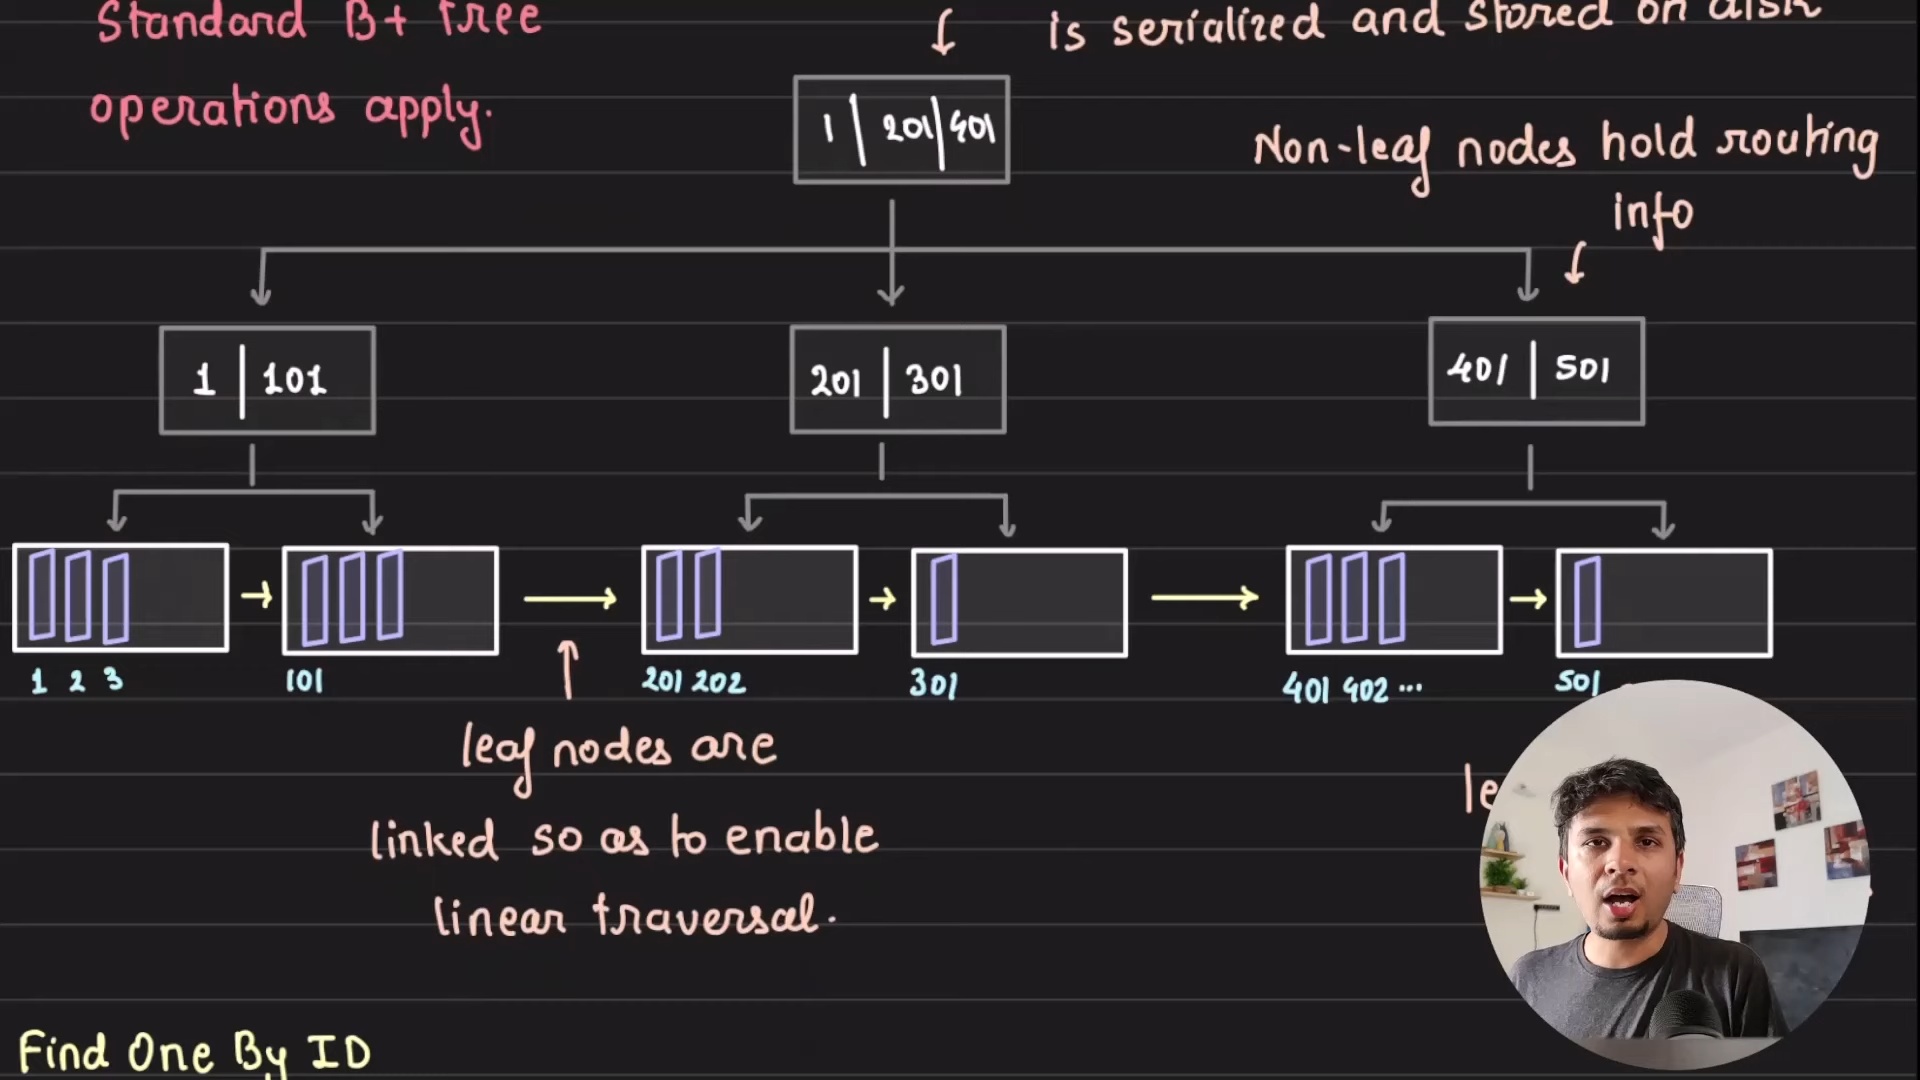 Standard B+ Tree
operations apply.
is serialized and stored on disk
1 | 201 | 401
Non-leaf nodes hold routing
info
1 | 101
201 | 301
401 | 501
1 2 3
101
201 202
301
401 402 ...
501
leaf nodes are
linked so as to enable
linear traversal.
Find One By ID